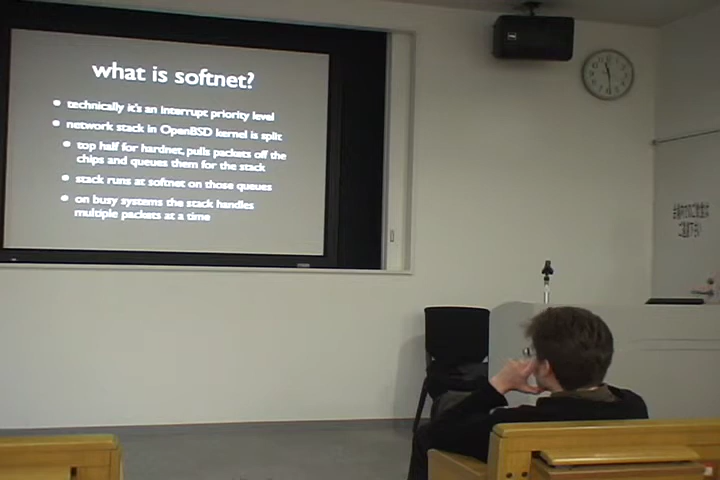 what is softnet?
technically it's an interrupt priority level
network stack in OpenBSD kernel is split
top half for hardnet, pulls packets off the
chips and queues them for the stack
stack runs at softnet on those queues
on busy systems the stack handles
multiple packets at a time